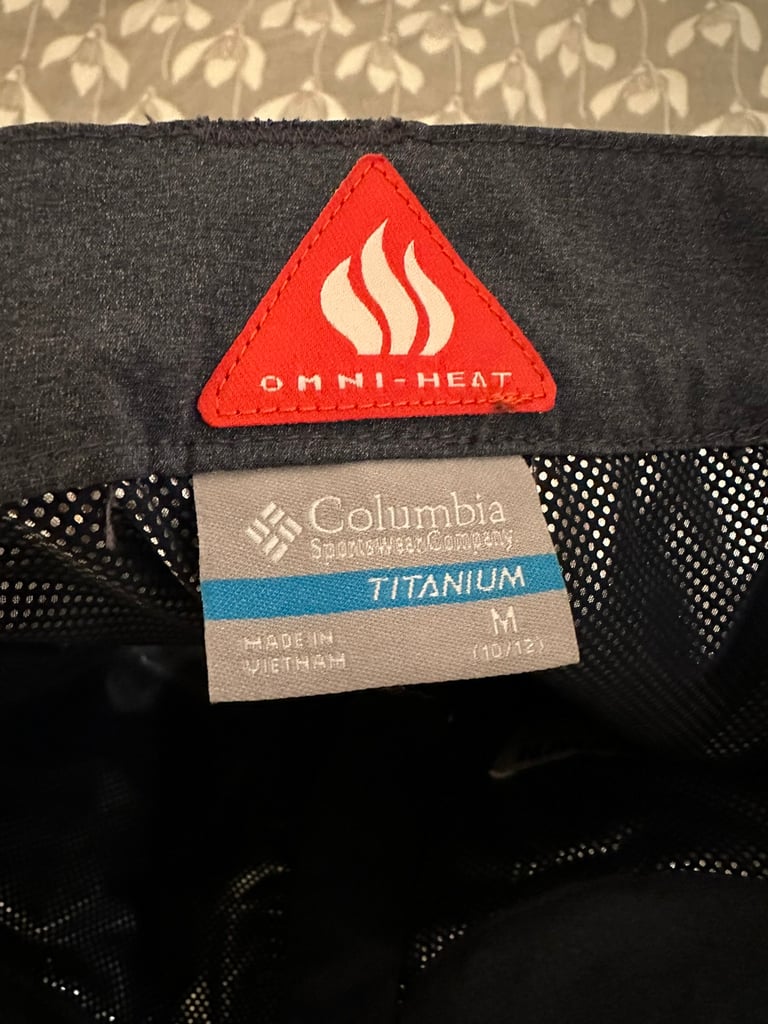 OMNI-HEAT
Columbia
Sportswear Company
TITANIUM
M
(10/12)
MADE IN
VIETNAM